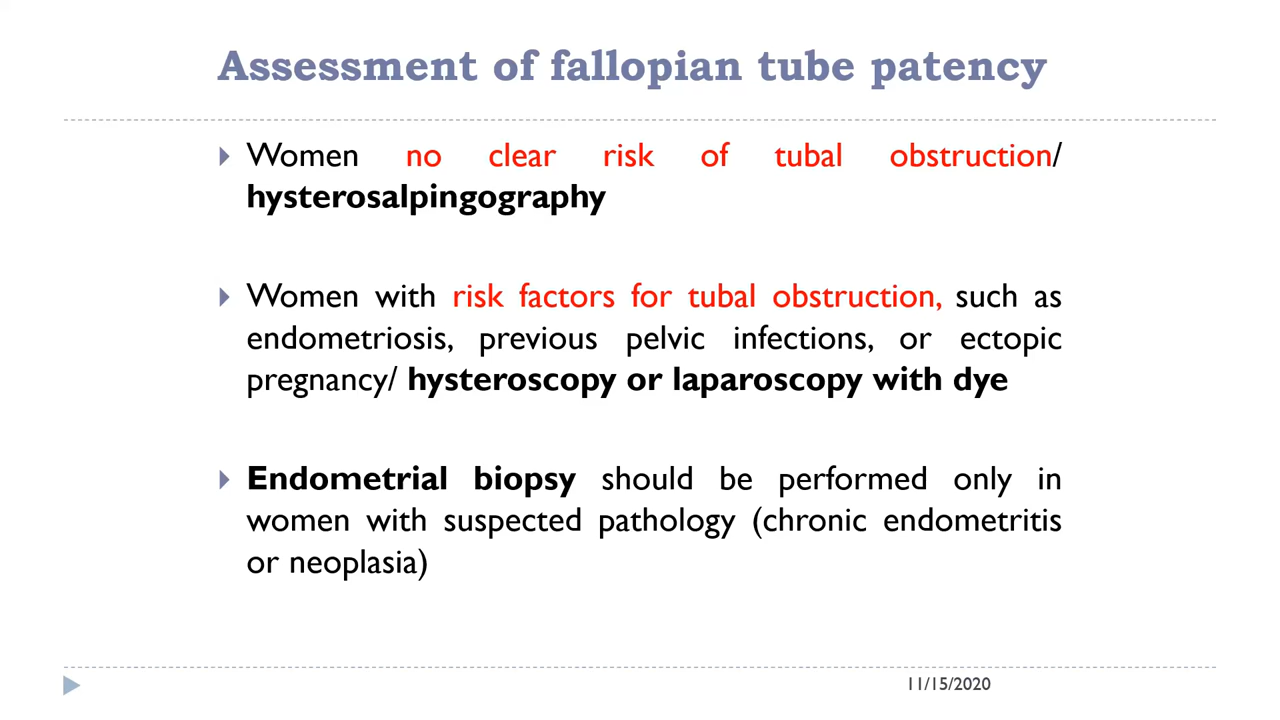 Assessment of fallopian tube patency
Women no clear risk of tubal obstruction/
hysterosalpingography
Women with risk factors for tubal obstruction, such as
endometriosis, previous pelvic infections, or ectopic
pregnancy/ hysteroscopy or laparoscopy with dye
Endometrial biopsy should be performed only in
women with suspected pathology (chronic endometritis
or neoplasia)
11/15/2020